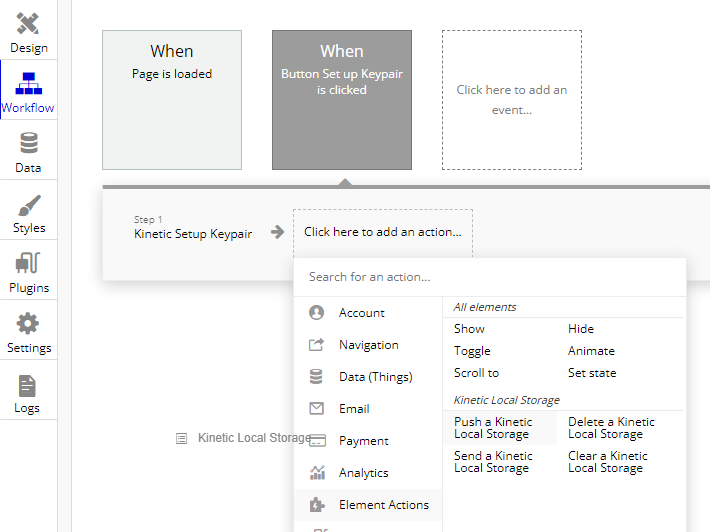 Design
Workflow
Data
Styles
Plugins
Settings
Logs
When
Page is loaded
When
Button Set up Keypair
is clicked
Click here to add an
event...
Step 1
Kinetic Setup Keypair
Click here to add an action...
Search for an action...
Account
Navigation
Data (Things)
Email
Payment
Analytics
Element Actions
All elements
Show
Hide
Toggle
Animate
Scroll to
Set state
Kinetic Local Storage
Push a Kinetic
Local Storage
Delete a Kinetic
Local Storage
Send a Kinetic
Local Storage
Clear a Kinetic
Local Storage
Kinetic Local Storage